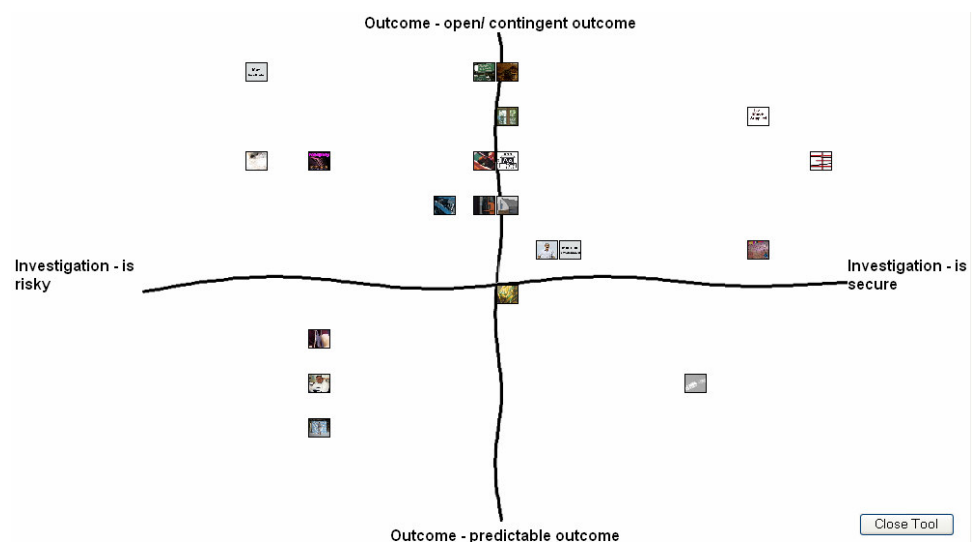 Outcome - open/ contingent outcome
Investigation - is
risky
Investigation - is
secure
Close Tool
Outcome - predictable outcome